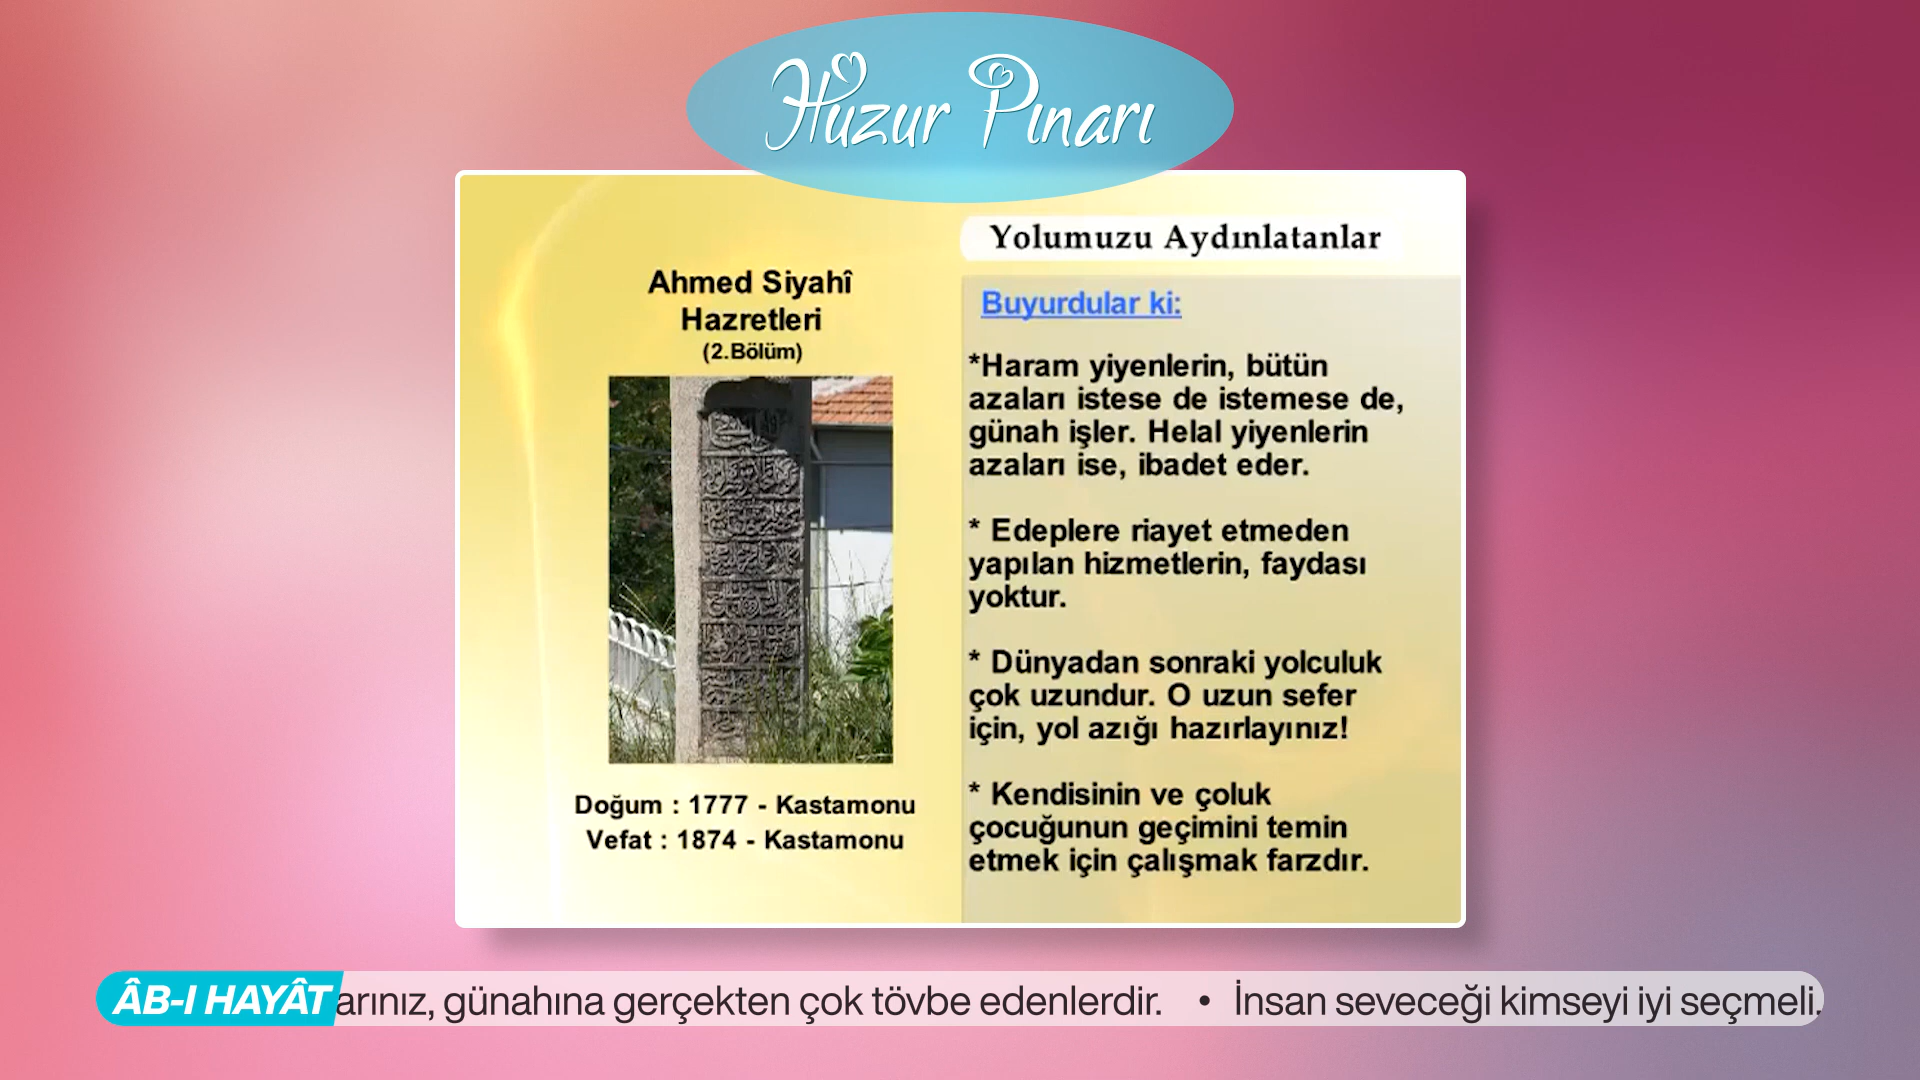 Huzur Pınarı
Yolumuzu Aydınlatanlar
Ahmed Siyahî
Hazretleri
(2.Bölüm)
Doğum : 1777 - Kastamonu
Vefat : 1874 - Kastamonu
Buyurdular ki:
*Haram yiyenlerin, bütün
azaları istese de istemese de,
günah işler. Helal yiyenlerin
azaları ise, ibadet eder.
* Edeplere riayet etmeden
yapılan hizmetlerin, faydası
yoktur.
* Dünyadan sonraki yolculuk
çok uzundur. O uzun sefer
için, yol azığı hazırlayınız!
* Kendisinin ve çoluk
çocuğunun geçimini temin
etmek için çalışmak farzdır.
ÂB-I HAYÂT arınız, günahına gerçekten çok tövbe edenlerdir. • İnsan seveceği kimseyi iyi seçmeli.